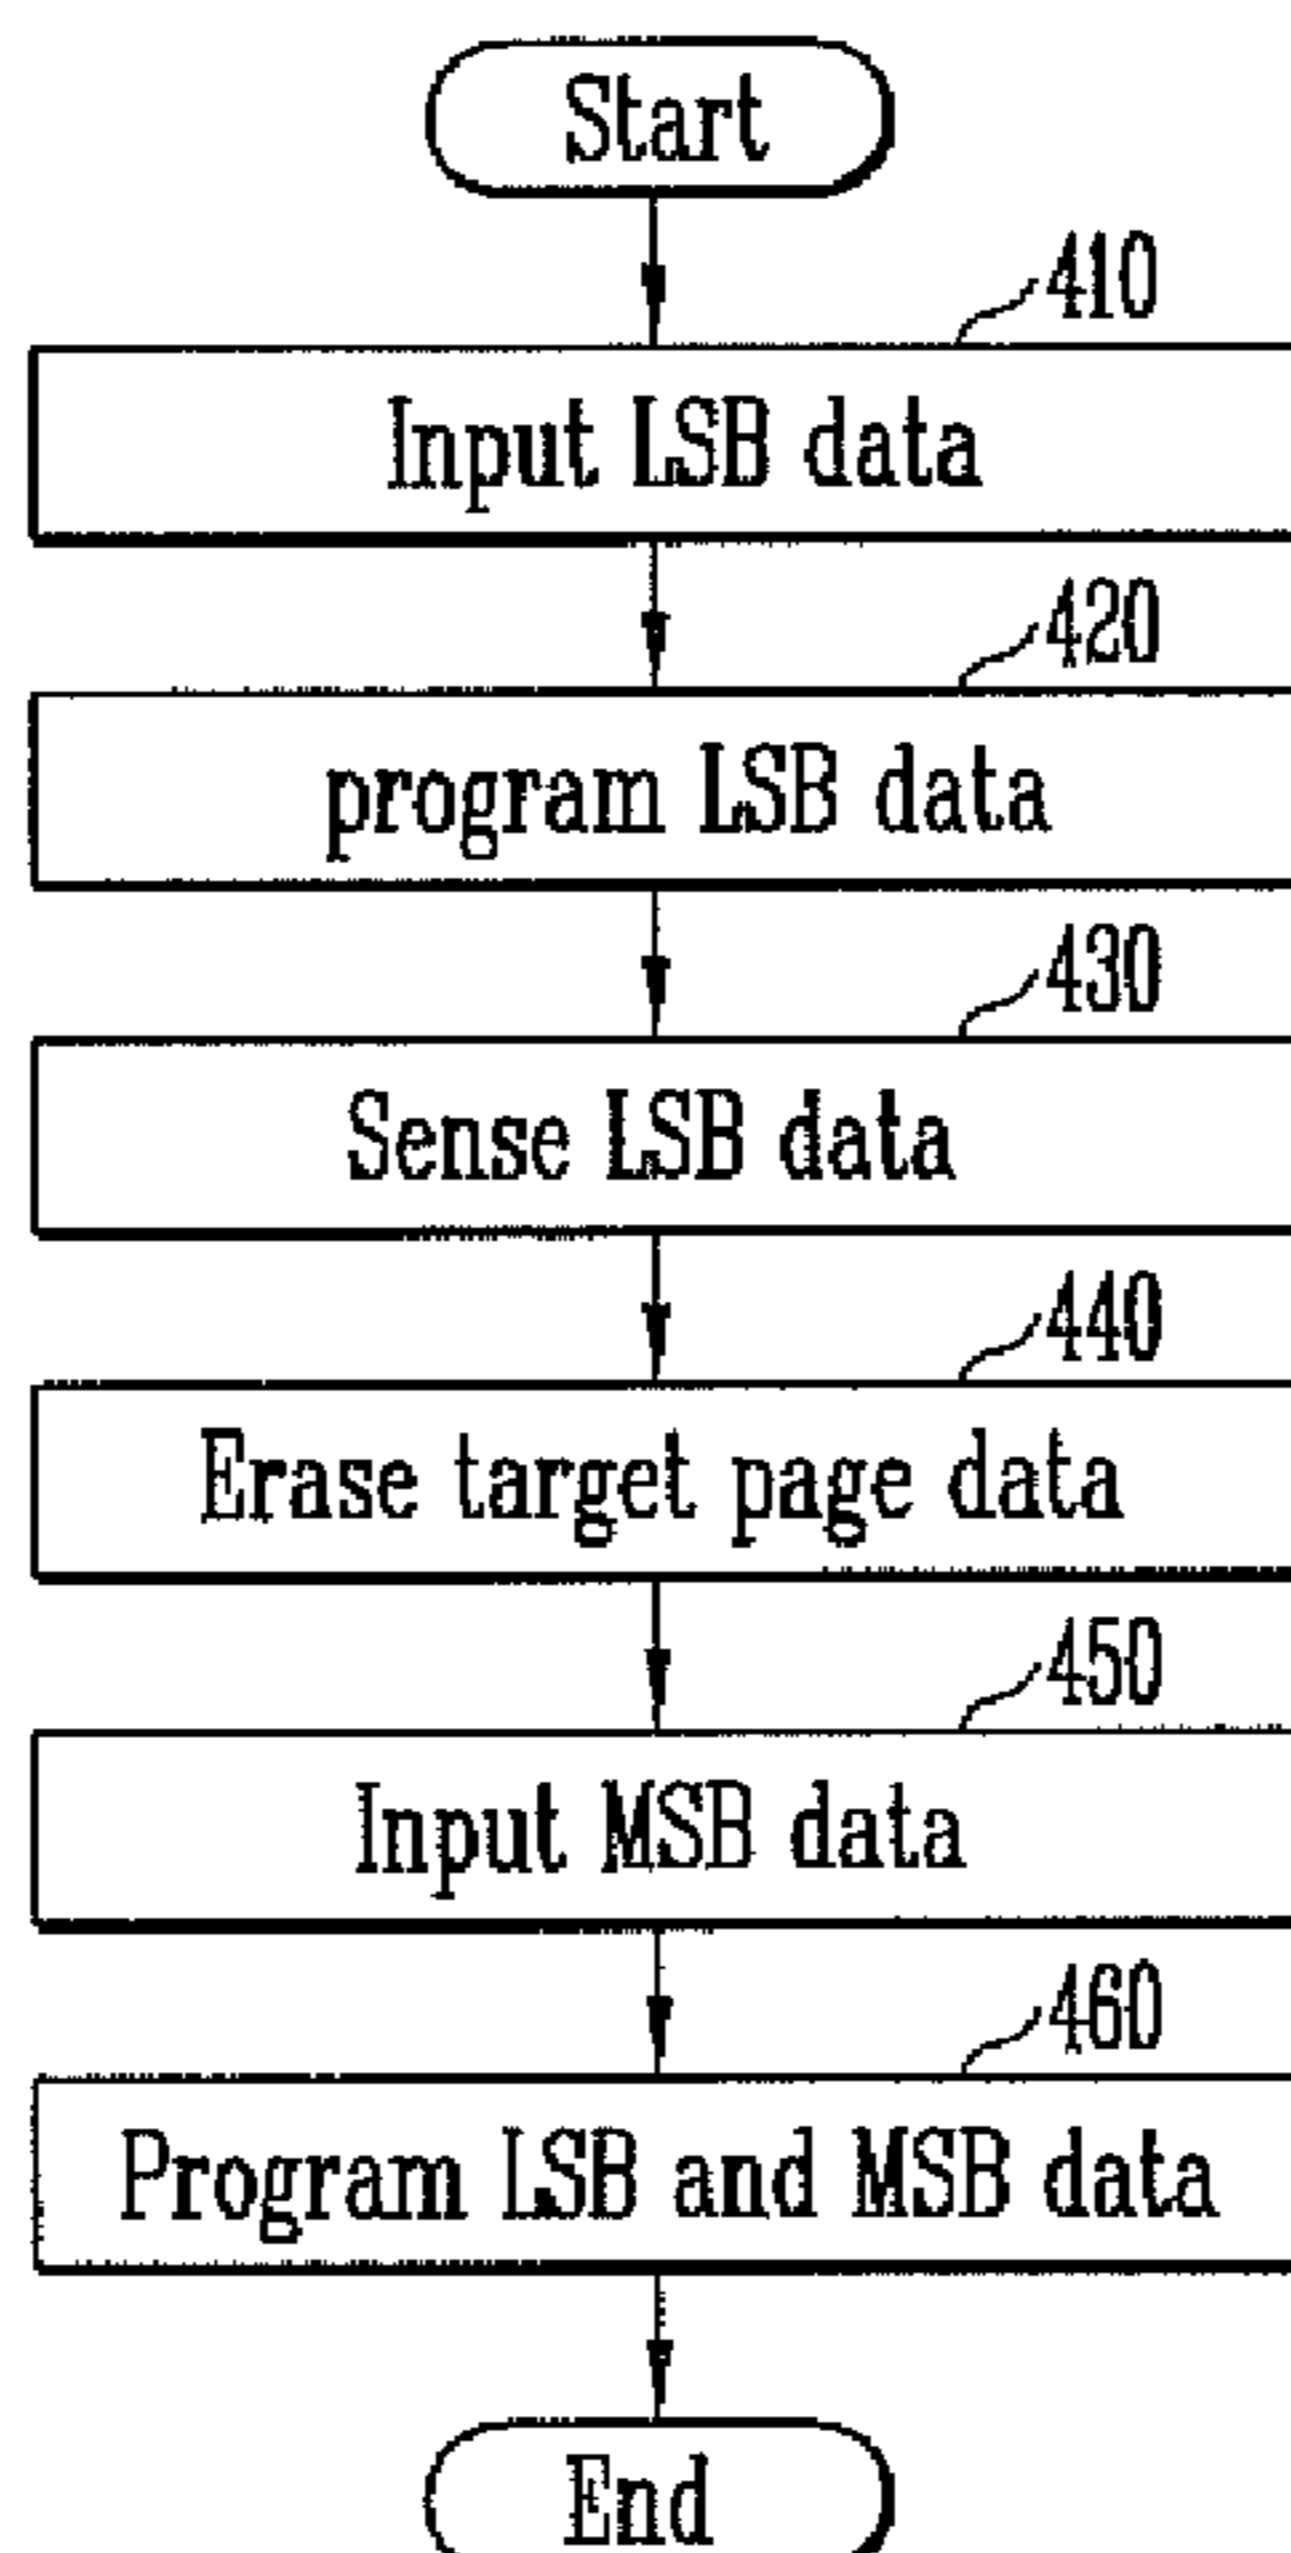 Start
410
Input LSB data
420
program LSB data
430
Sense LSB data
440
Erase target page data
450
Input MSB data
460
Program LSB and MSB data
End